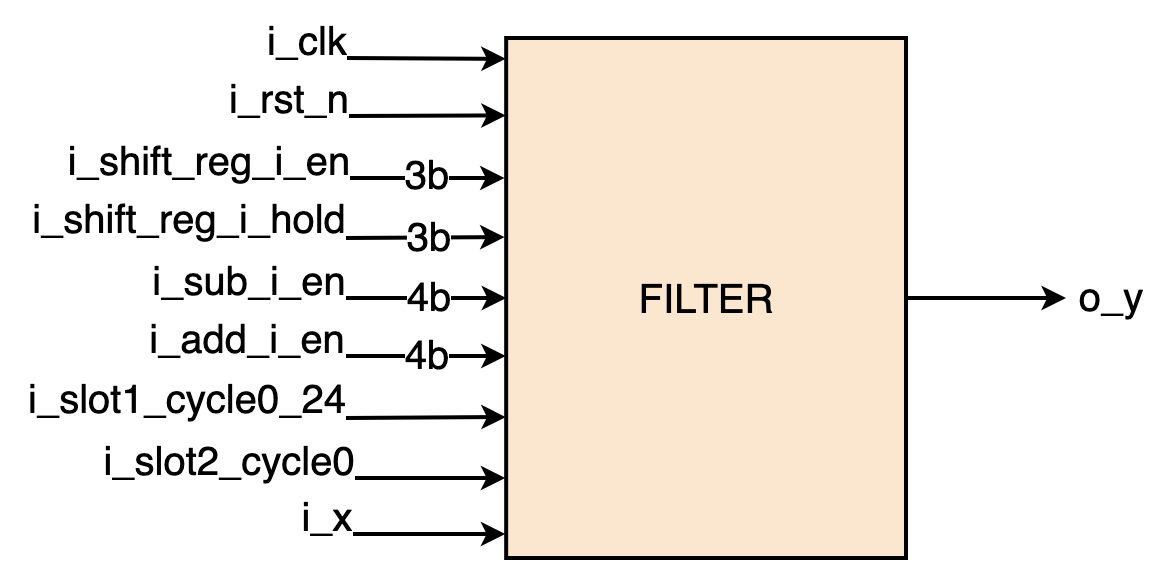 i_clk
i_rst_n
i_shift_reg_i_en 3b
i_shift_reg_i_hold 3b
i_sub_i_en 4b
FILTER
o_y
i_add_i_en 4b
i_slot1_cycle0_24
i_slot2_cycle0
i_x